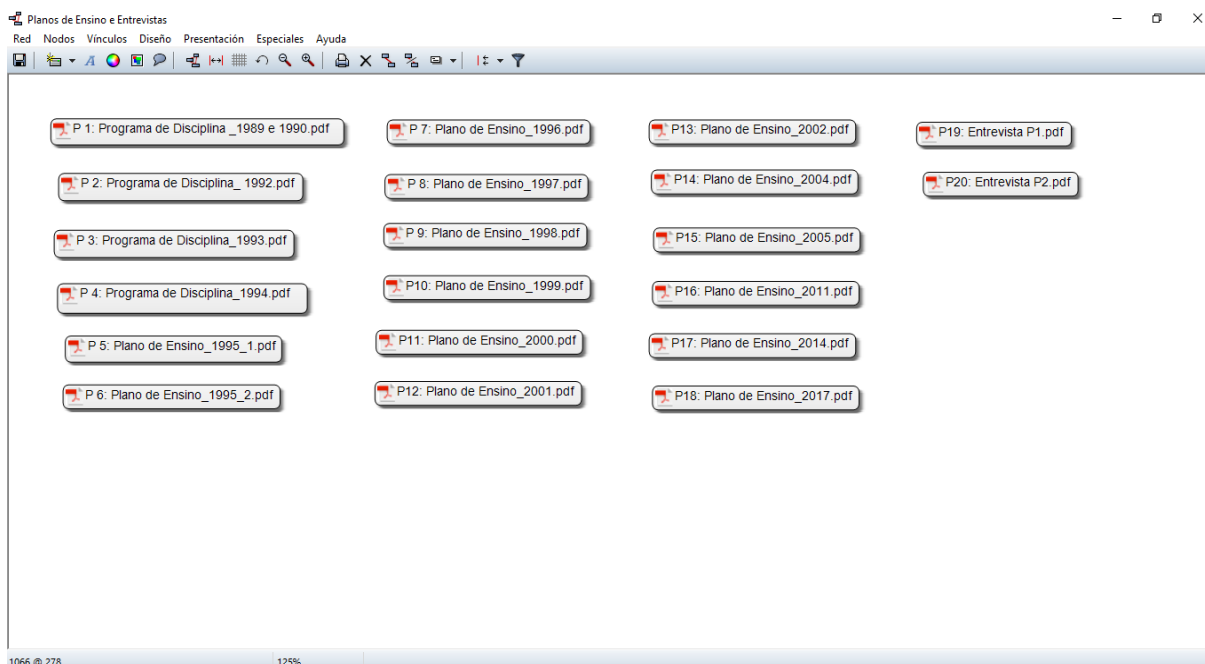 Planos de Ensino e Entrevistas
Red Nodos Vínculos Diseño Presentación Especiales Ayuda
P 1: Programa de Disciplina _1989 e 1990.pdf
P 2: Programa de Disciplina_ 1992.pdf
P 3: Programa de Disciplina_1993.pdf
P 4: Programa de Disciplina_1994.pdf
P 5: Plano de Ensino_1995_1.pdf
P 6: Plano de Ensino_1995_2.pdf
P 7: Plano de Ensino_1996.pdf
P 8: Plano de Ensino_1997.pdf
P 9: Plano de Ensino_1998.pdf
P10: Plano de Ensino_1999.pdf
P11: Plano de Ensino_2000.pdf
P12: Plano de Ensino_2001.pdf
P13: Plano de Ensino_2002.pdf
P14: Plano de Ensino_2004.pdf
P15: Plano de Ensino_2005.pdf
P16: Plano de Ensino_2011.pdf
P17: Plano de Ensino_2014.pdf
P18: Plano de Ensino_2017.pdf
P19: Entrevista P1.pdf
P20: Entrevista P2.pdf
1066 @ 278 125%